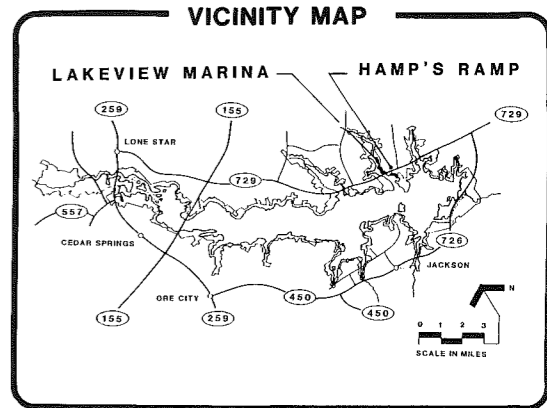 VICINITY MAP
LAKEVIEW MARINA
HAMP'S RAMP
259
155
729
LONE STAR
729
557
CEDAR SPRINGS
726
JACKSON
ORE CITY
450
450
155
259
N
0 1 2 3
SCALE IN MILES